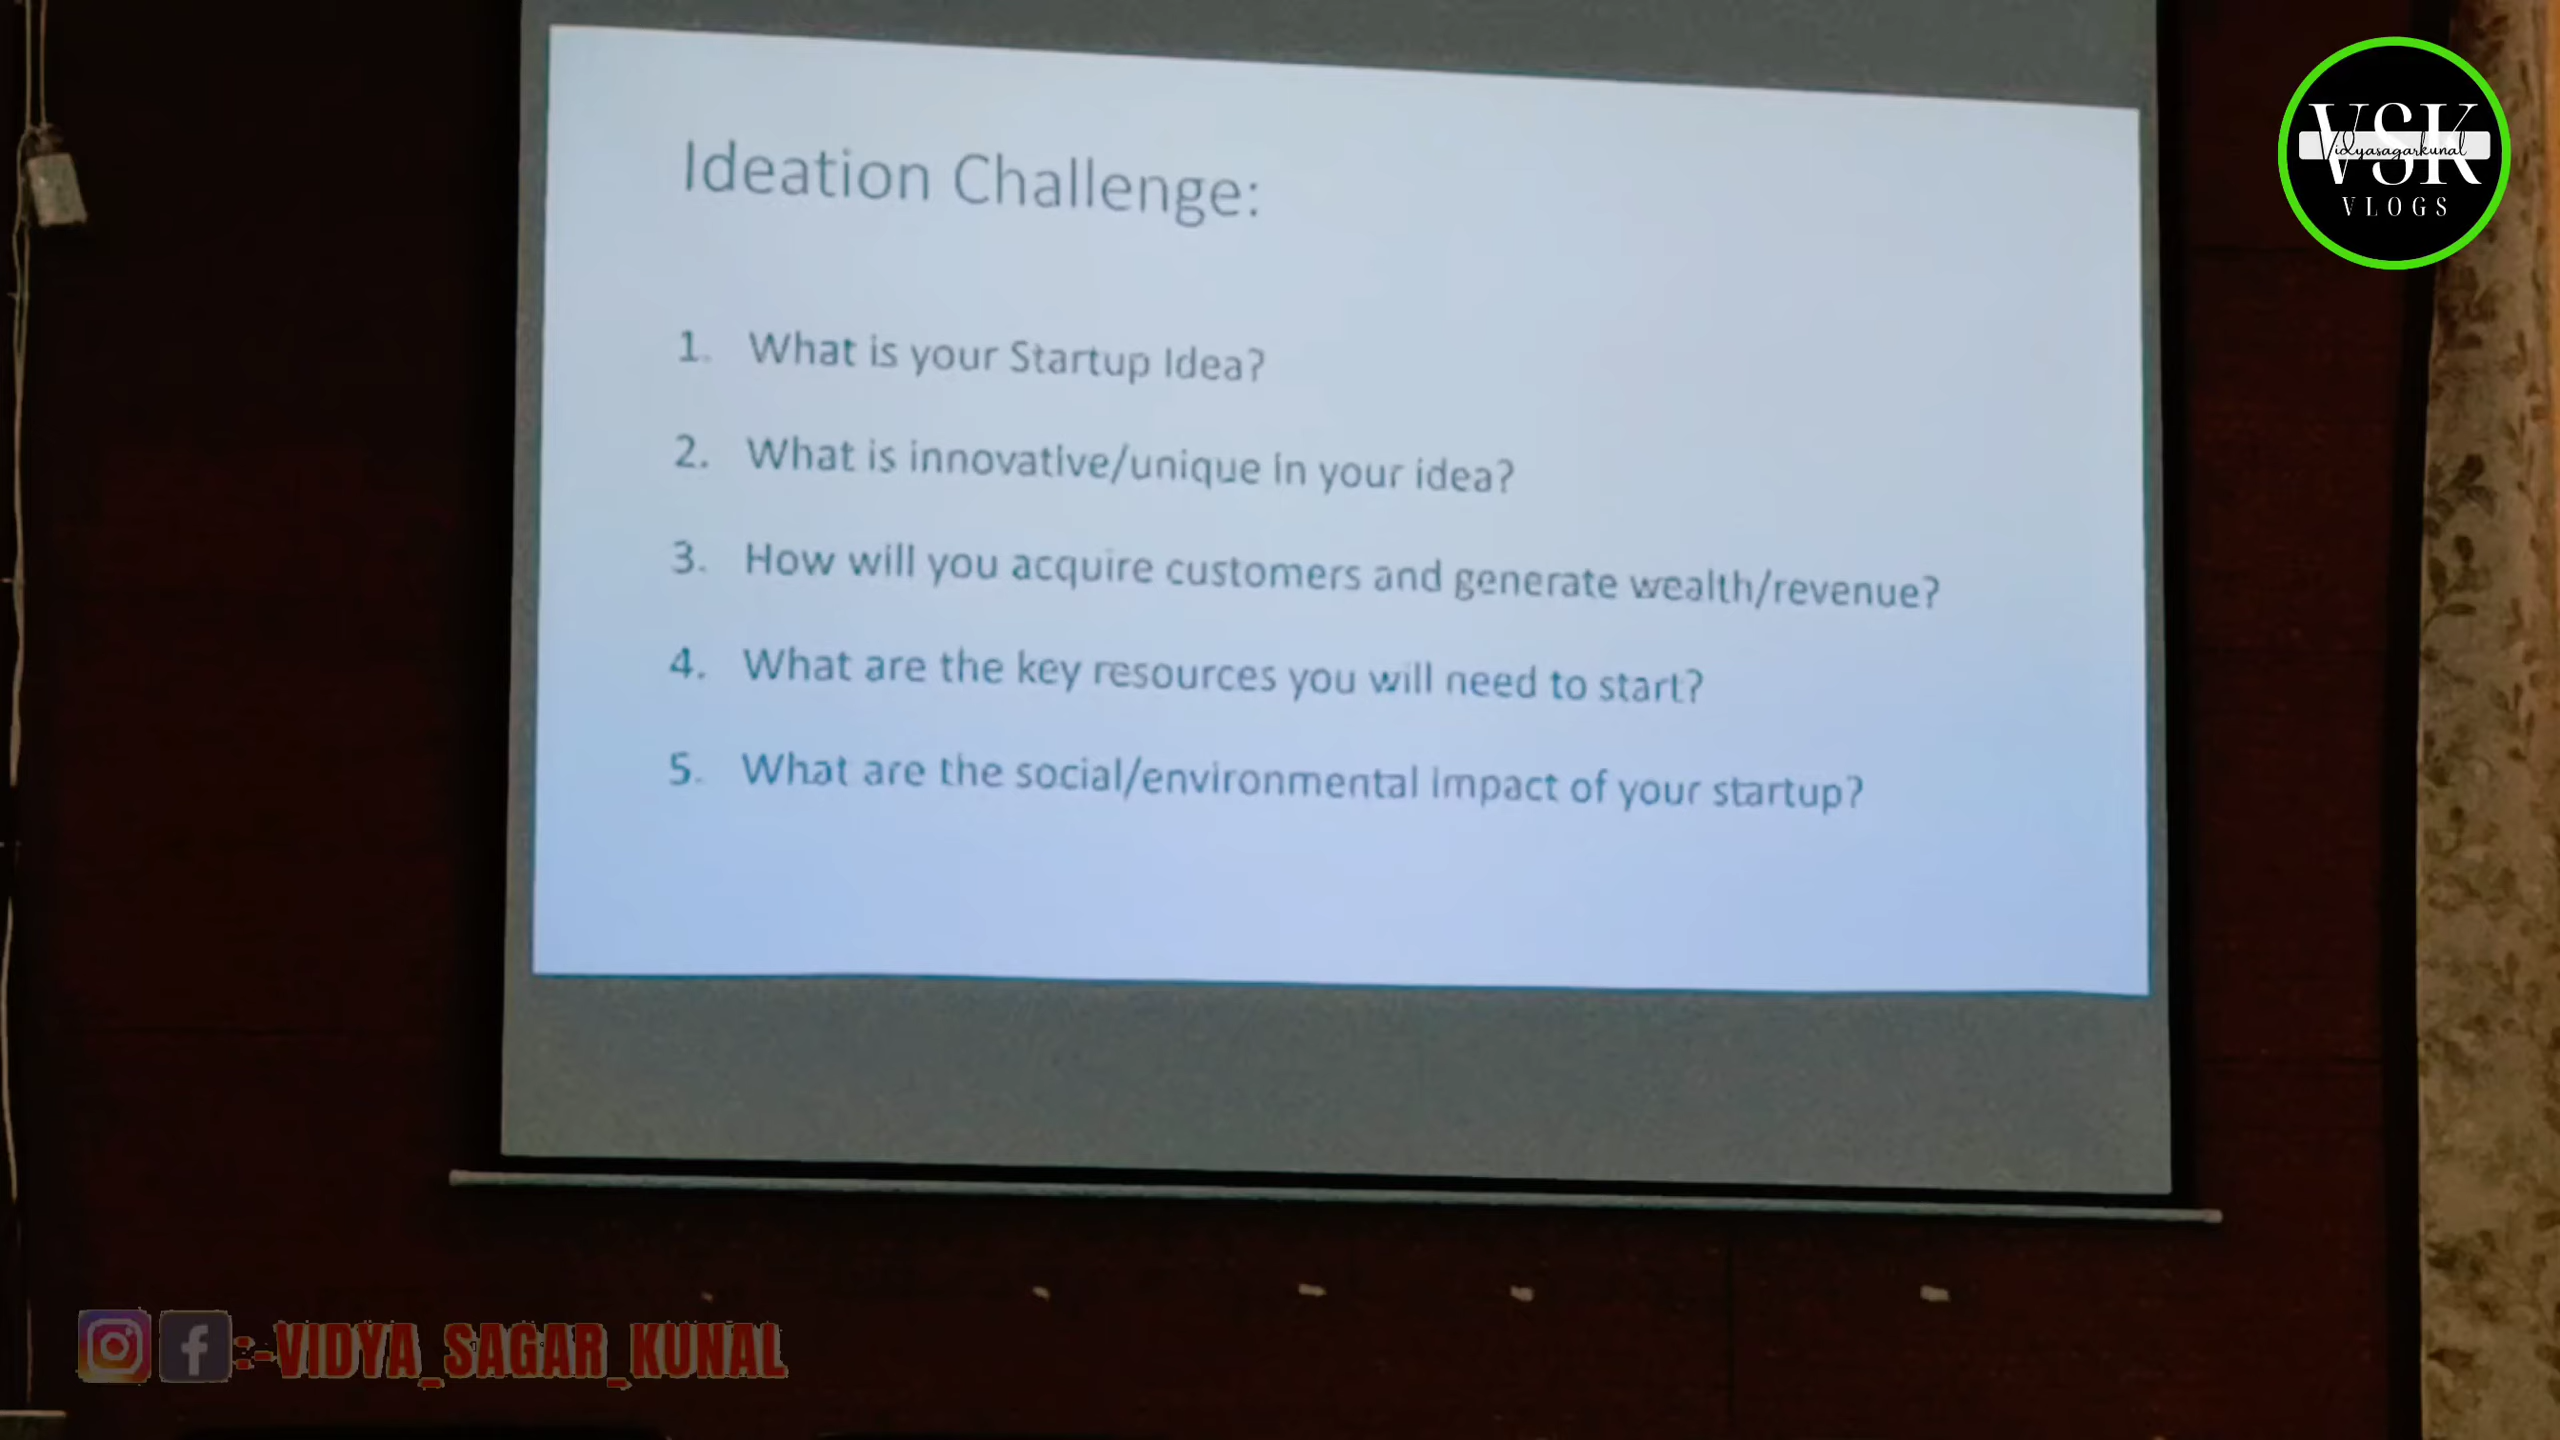 Ideation Challenge:
1. What is your Startup Idea?
2. What is innovative/unique in your idea?
3. How will you acquire customers and generate wealth/revenue?
4. What are the key resources you will need to start?
5. What are the social/environmental impact of your startup?
VSK
Vidyasagarkunal
VLOGS
:-VIDYA_SAGAR_KUNAL